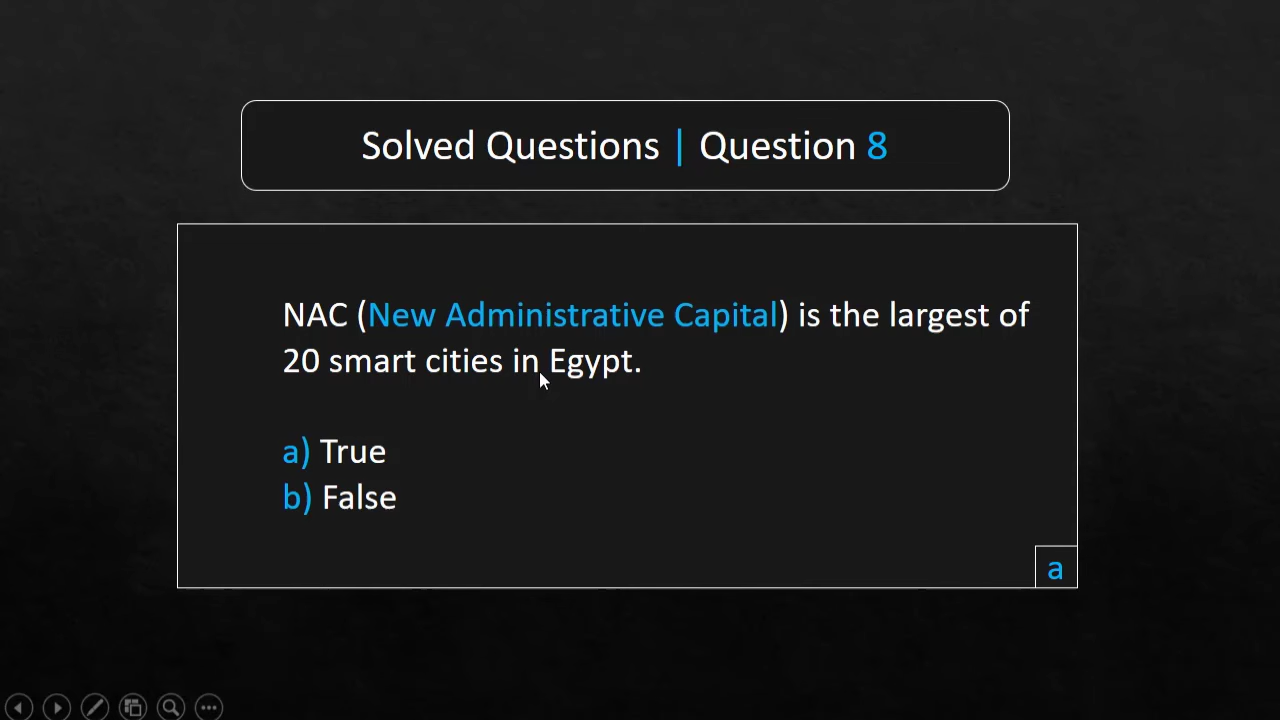 Solved Questions | Question 8
NAC (New Administrative Capital) is the largest of
20 smart cities in Egypt.
a) True
b) False
a